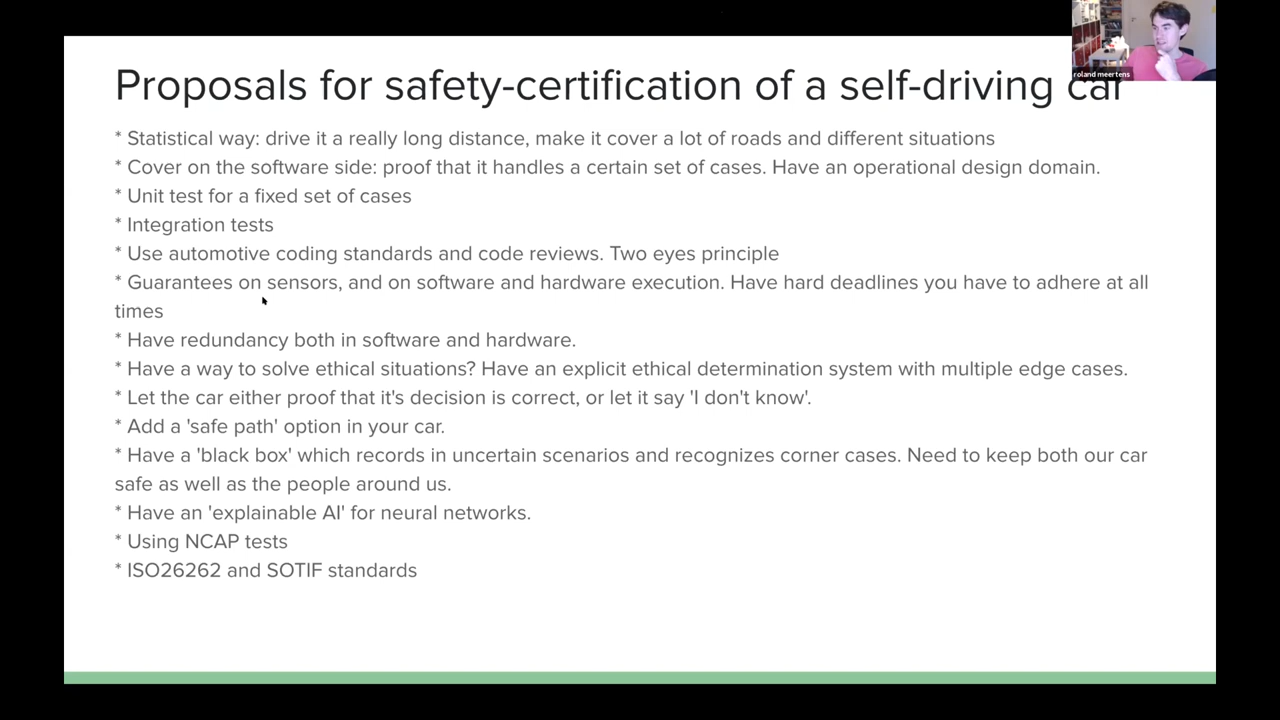 roland meertens
Proposals for safety-certification of a self-driving car
* Statistical way: drive it a really long distance, make it cover a lot of roads and different situations
* Cover on the software side: proof that it handles a certain set of cases. Have an operational design domain.
* Unit test for a fixed set of cases
* Integration tests
* Use automotive coding standards and code reviews. Two eyes principle
* Guarantees on sensors, and on software and hardware execution. Have hard deadlines you have to adhere at all
times
* Have redundancy both in software and hardware.
* Have a way to solve ethical situations? Have an explicit ethical determination system with multiple edge cases.
* Let the car either proof that it's decision is correct, or let it say 'I don't know'.
* Add a 'safe path' option in your car.
* Have a 'black box' which records in uncertain scenarios and recognizes corner cases. Need to keep both our car
safe as well as the people around us.
* Have an 'explainable AI' for neural networks.
* Using NCAP tests
* ISO26262 and SOTIF standards